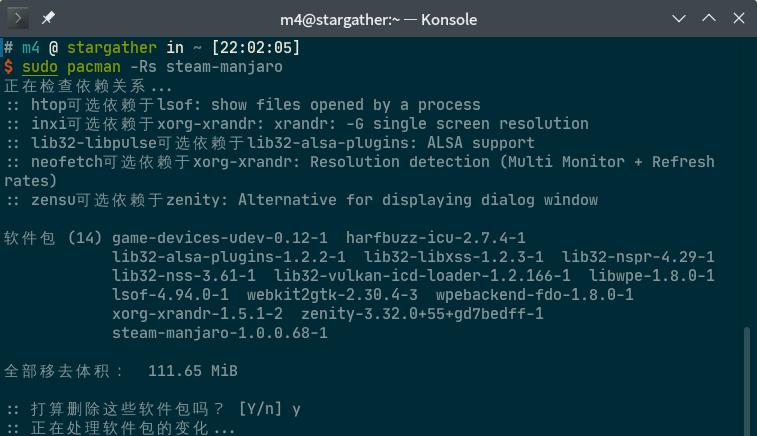 m4@stargather:~ — Konsole
# m4 @ stargather in ~ [22:02:05]
$ sudo pacman -Rs steam-manjaro
正在检查依赖关系...
:: htop可选依赖于lsof: show files opened by a process
:: inxi可选依赖于xorg-xrandr: xrandr: -G single screen resolution
:: lib32-libpulse可选依赖于lib32-alsa-plugins: ALSA support
:: neofetch可选依赖于xorg-xrandr: Resolution detection (Multi Monitor + Refresh
rates)
:: zensu可选依赖于zenity: Alternative for displaying dialog window
软件包 (14) game-devices-udev-0.12-1  harfbuzz-icu-2.7.4-1
lib32-alsa-plugins-1.2.2-1  lib32-libxss-1.2.3-1  lib32-nspr-4.29-1
lib32-nss-3.61-1  lib32-vulkan-icd-loader-1.2.166-1  libwpe-1.8.0-1
lsof-4.94.0-1  webkit2gtk-2.30.4-3  wpebackend-fdo-1.8.0-1
xorg-xrandr-1.5.1-2  zenity-3.32.0+55+gd7bedff-1
steam-manjaro-1.0.0.68-1
全部移去体积：  111.65 MiB
:: 打算删除这些软件包吗？ [Y/n] y
:: 正在处理软件包的变化...